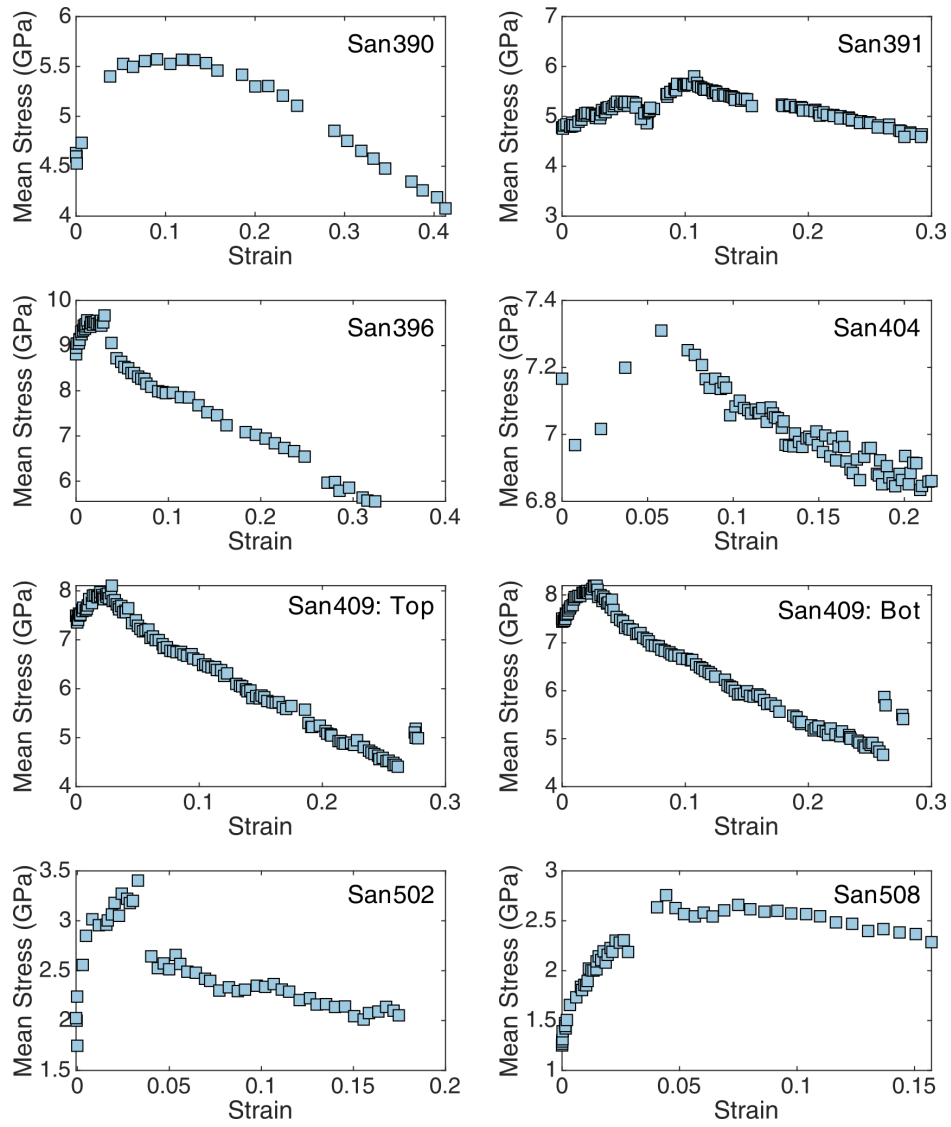 San390
Mean Stress (GPa)
6
5.5
5
4.5
4
0 0.1 0.2 0.3 0.4
Strain
San391
Mean Stress (GPa)
7
6
5
4
3
0 0.1 0.2 0.3
Strain
San396
Mean Stress (GPa)
10
9
8
7
6
0 0.1 0.2 0.3 0.4
Strain
San404
Mean Stress (GPa)
7.4
7.2
7
6.8
0 0.05 0.1 0.15 0.2
Strain
San409: Top
Mean Stress (GPa)
8
7
6
5
4
0 0.1 0.2 0.3
Strain
San409: Bot
Mean Stress (GPa)
8
7
6
5
4
0 0.1 0.2 0.3
Strain
San502
Mean Stress (GPa)
3.5
3
2.5
2
1.5
0 0.05 0.1 0.15 0.2
Strain
San508
Mean Stress (GPa)
3
2.5
2
1.5
1
0 0.05 0.1 0.15
Strain